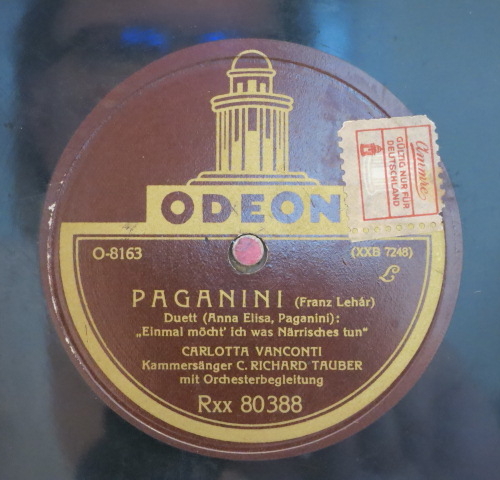 ODEON
Ammre
GÜLTIG NUR FÜR
DEUTSCHLAND
O-8163
(XXB 7248)
L
PAGANINI (Franz Lehár)
Duett (Anna Elisa, Paganini):
„Einmal möcht' ich was Närrisches tun“
CARLOTTA VANCONTI
Kammersänger C. RICHARD TAUBER
mit Orchesterbegleitung
Rxx 80388